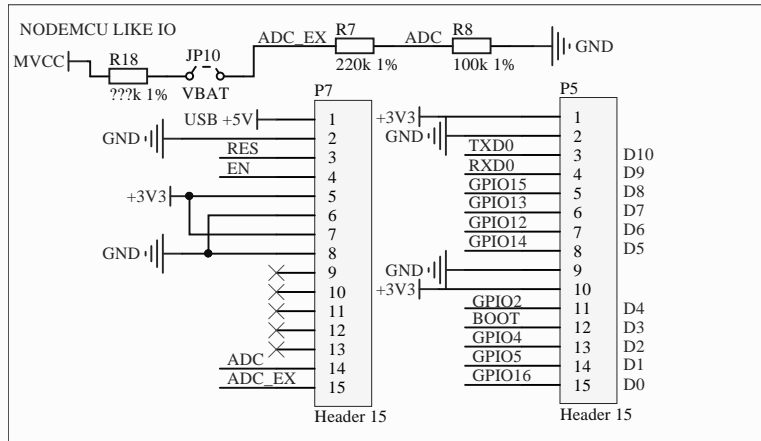 NODEMCU LIKE IO
MVCC
R18
???k 1%
JP10
VBAT
ADC_EX
R7
220k 1%
ADC
R8
100k 1%
GND
P7
USB +5V
1
GND
2
RES
3
EN
4
+3V3
5
6
7
GND
8
9
10
11
12
13
ADC
14
ADC_EX
15
Header 15
P5
+3V3
1
GND
2
TXD0
3
D10
RXD0
4
D9
GPIO15
5
D8
GPIO13
6
D7
GPIO12
7
D6
GPIO14
8
D5
GND
9
+3V3
10
GPIO2
11
D4
BOOT
12
D3
GPIO4
13
D2
GPIO5
14
D1
GPIO16
15
D0
Header 15